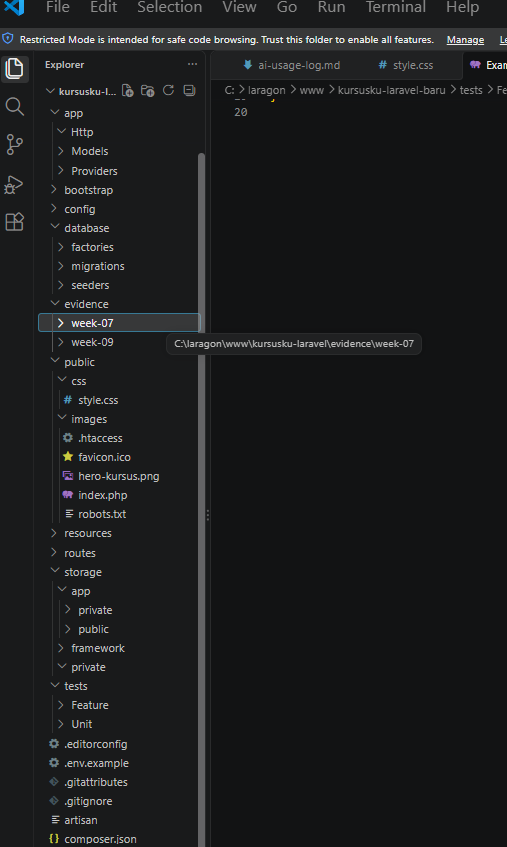 File Edit Selection View Go Run Terminal Help
Restricted Mode is intended for safe code browsing. Trust this folder to enable all features. Manage Le
Explorer ···
ai-usage-log.md # style.css Exam
kursusku-l...
C: > laragon > www > kursusku-laravel-baru > tests > Fe
20
app
Http
Models
Providers
bootstrap
config
database
factories
migrations
seeders
evidence
week-07
week-09
C:\laragon\www\kursusku-laravel\evidence\week-07
public
css
# style.css
images
.htaccess
favicon.ico
hero-kursus.png
index.php
robots.txt
resources
routes
storage
app
private
public
framework
private
tests
Feature
Unit
.editorconfig
.env.example
.gitattributes
.gitignore
artisan
{} composer.json